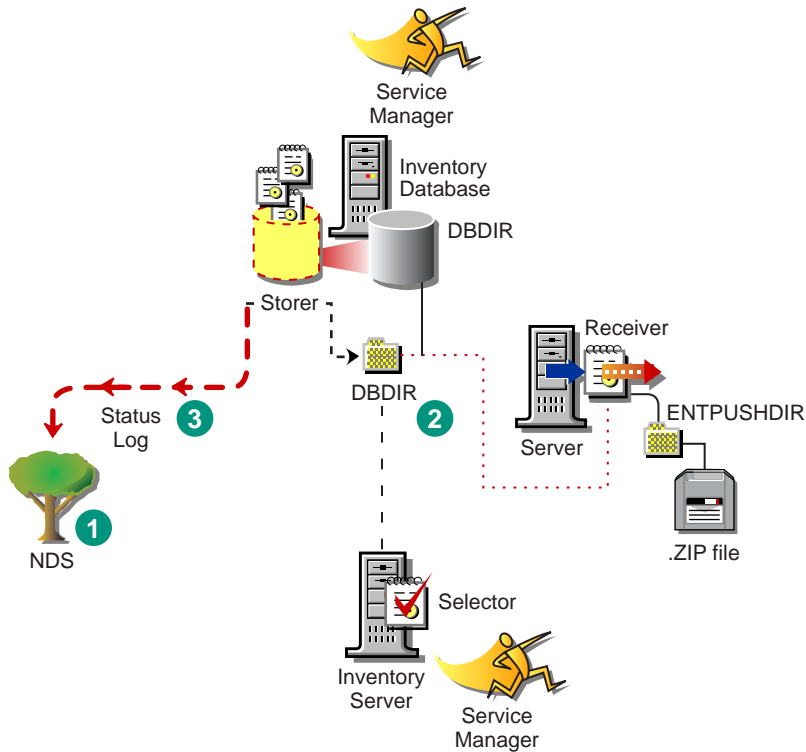 Service
Manager
Inventory
Database
DBDIR
Storer
Receiver
DBDIR
2
Status
Log
3
Server
ENTPUSHDIR
1
NDS
.ZIP file
Selector
Inventory
Server
Service
Manager